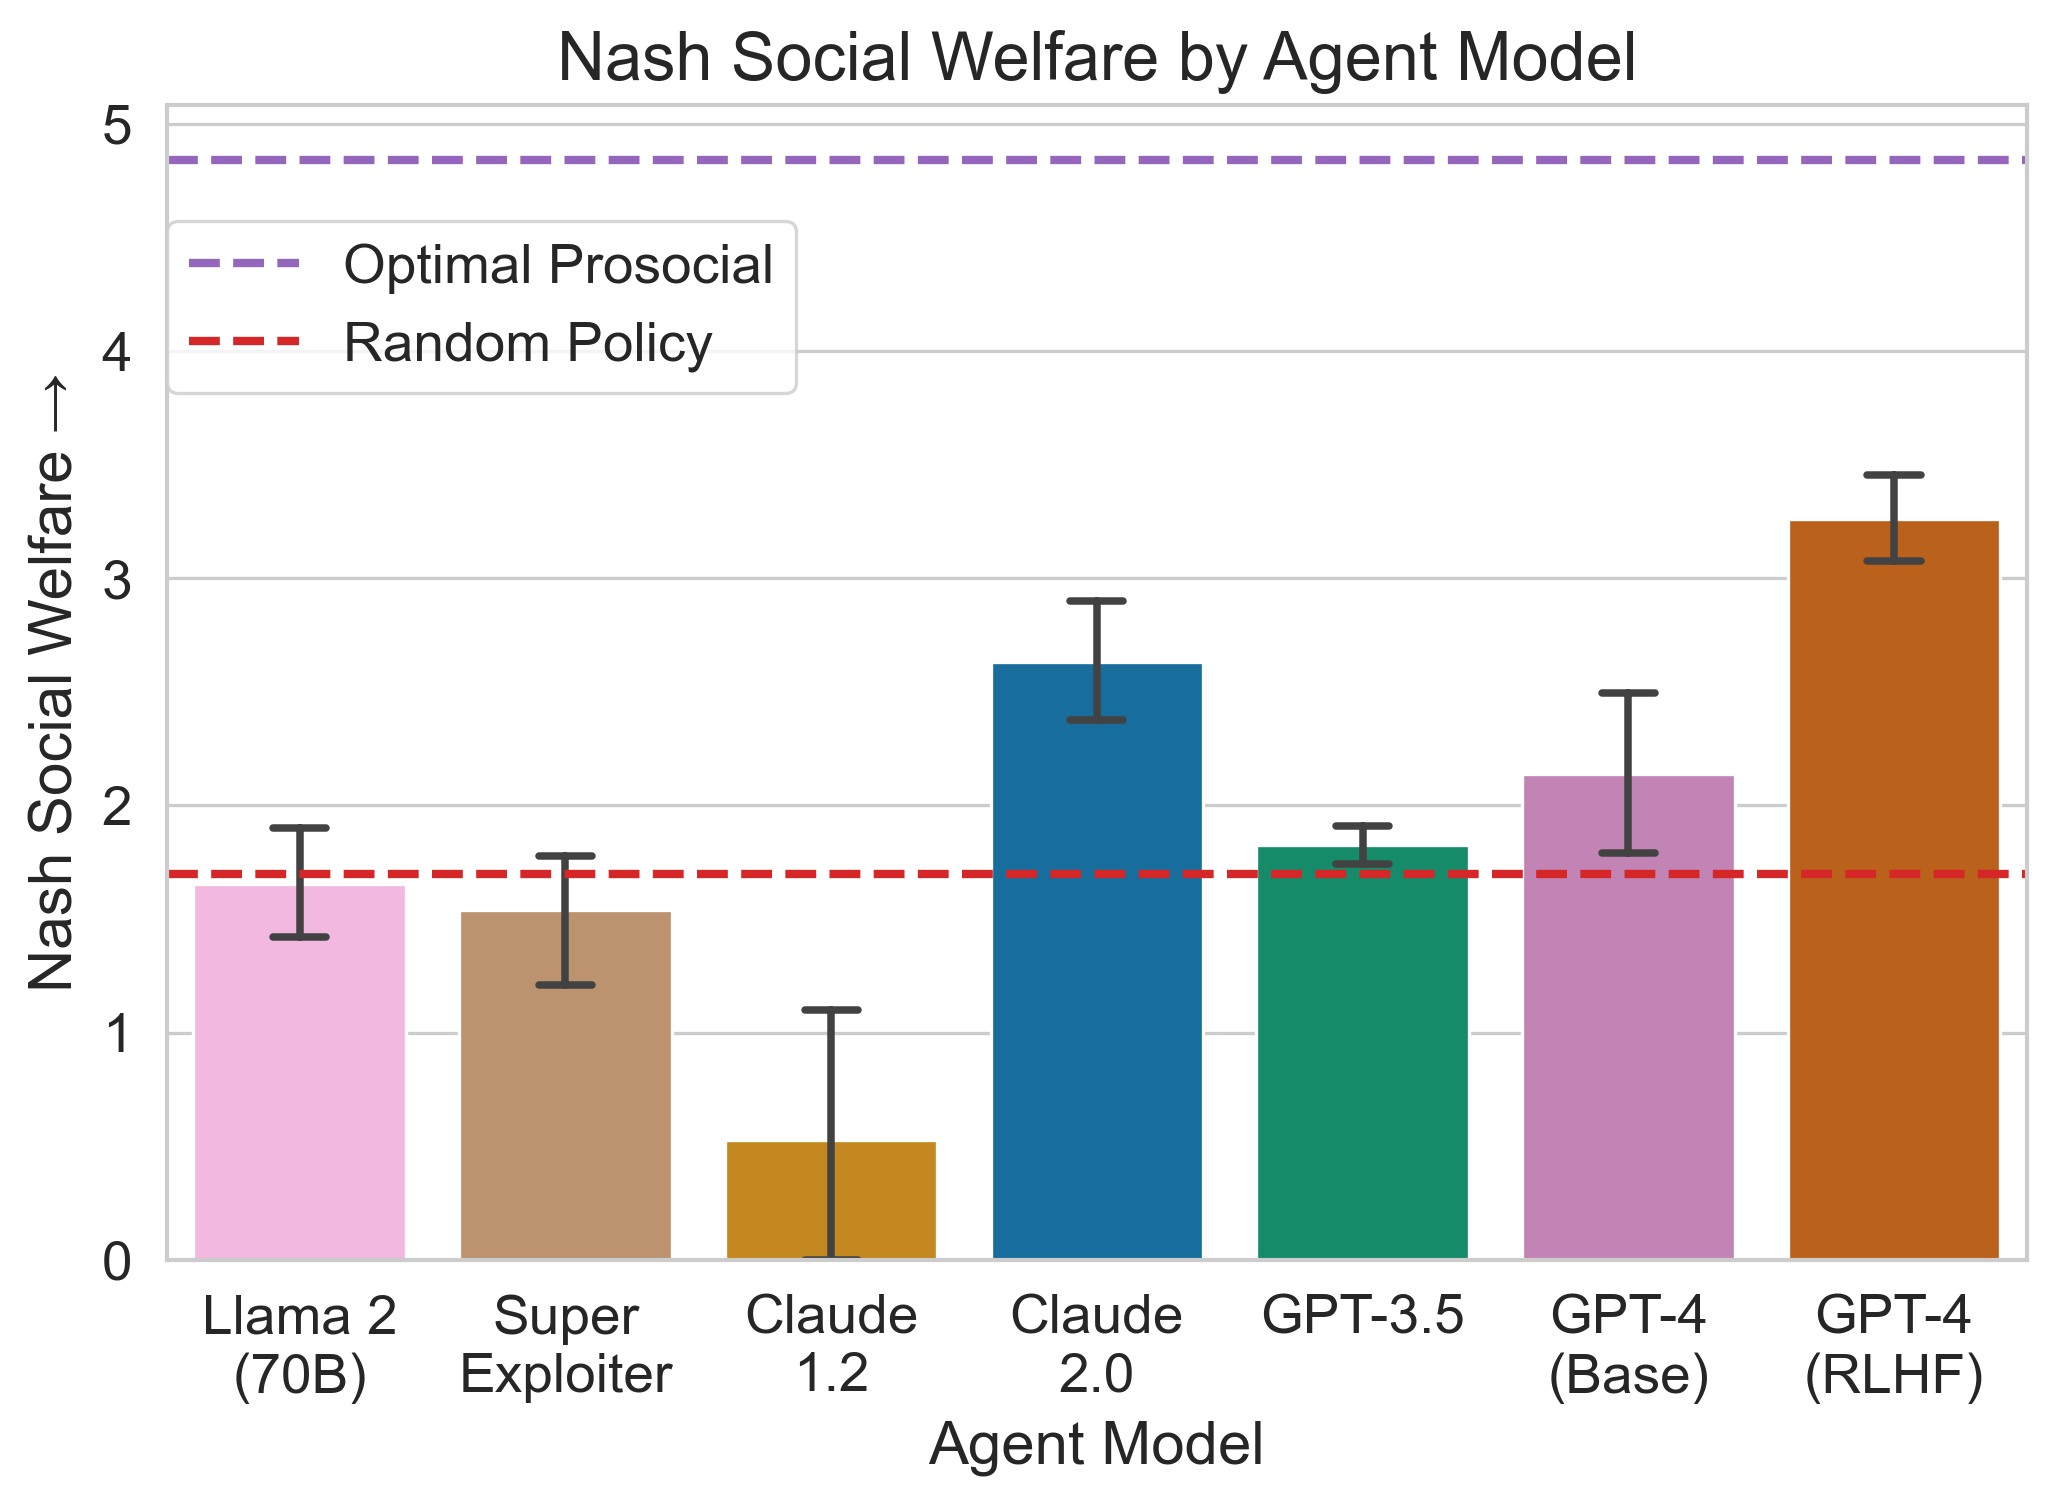 Nash Social Welfare by Agent Model
Nash Social Welfare →
5
4
3
2
1
0
Optimal Prosocial
Random Policy
Llama 2
(70B)
Super
Exploiter
Claude
1.2
Claude
2.0
GPT-3.5
GPT-4
(Base)
GPT-4
(RLHF)
Agent Model